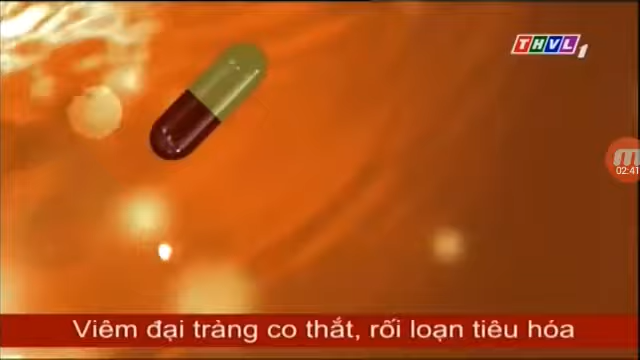 THVL1
02:41
Viêm đại tràng co thắt, rối loạn tiêu hóa